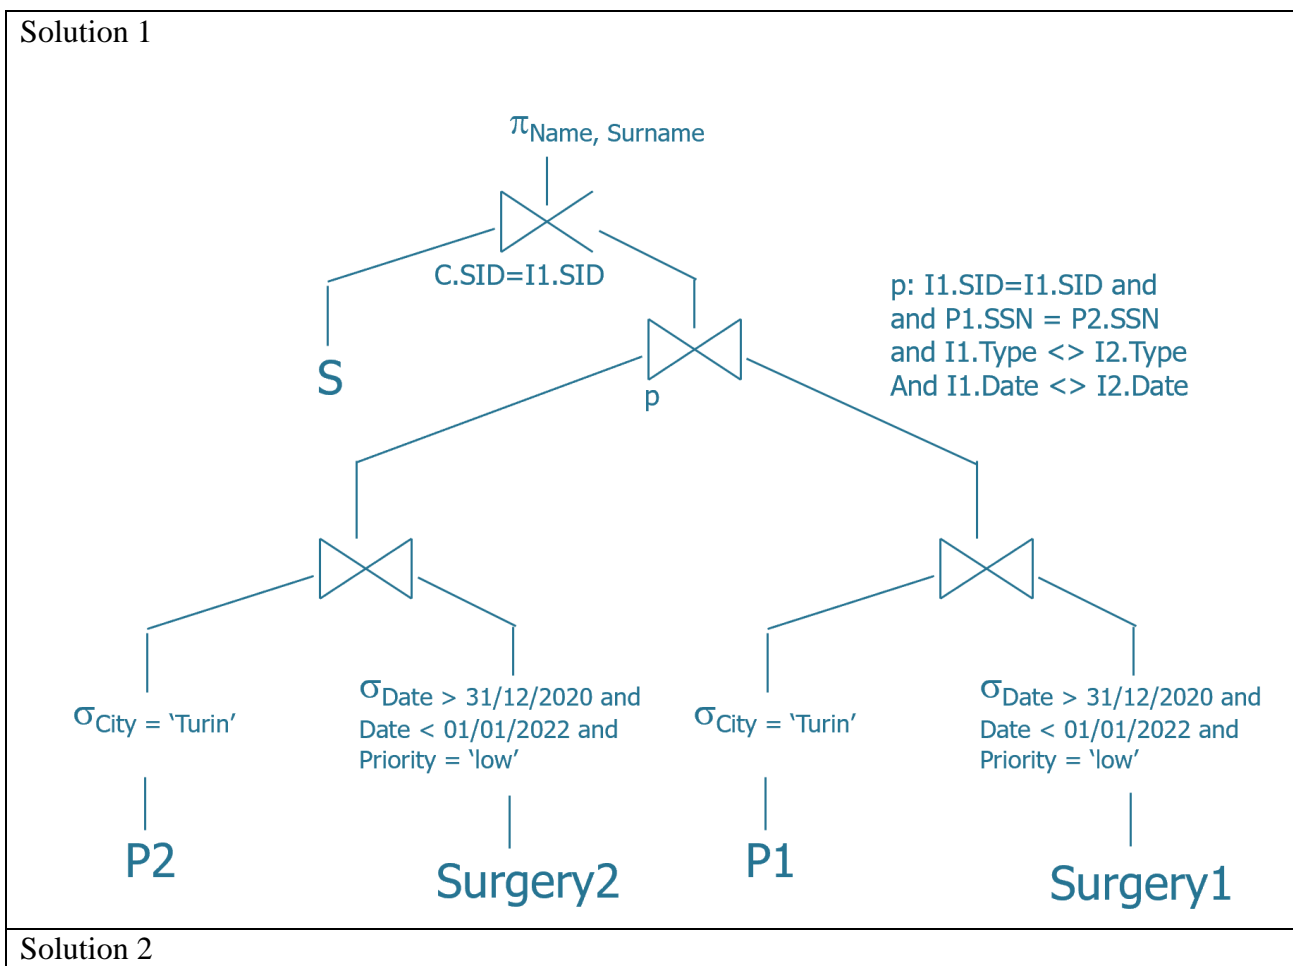 Solution 1
πName, Surname
C.SID=I1.SID
p: I1.SID=I1.SID and
and P1.SSN = P2.SSN
and I1.Type <> I2.Type
And I1.Date <> I2.Date
S
p
σCity = ‘Turin’
σDate > 31/12/2020 and
Date < 01/01/2022 and
Priority = ‘low’
σCity = ‘Turin’
σDate > 31/12/2020 and
Date < 01/01/2022 and
Priority = ‘low’
P2
Surgery2
P1
Surgery1
Solution 2